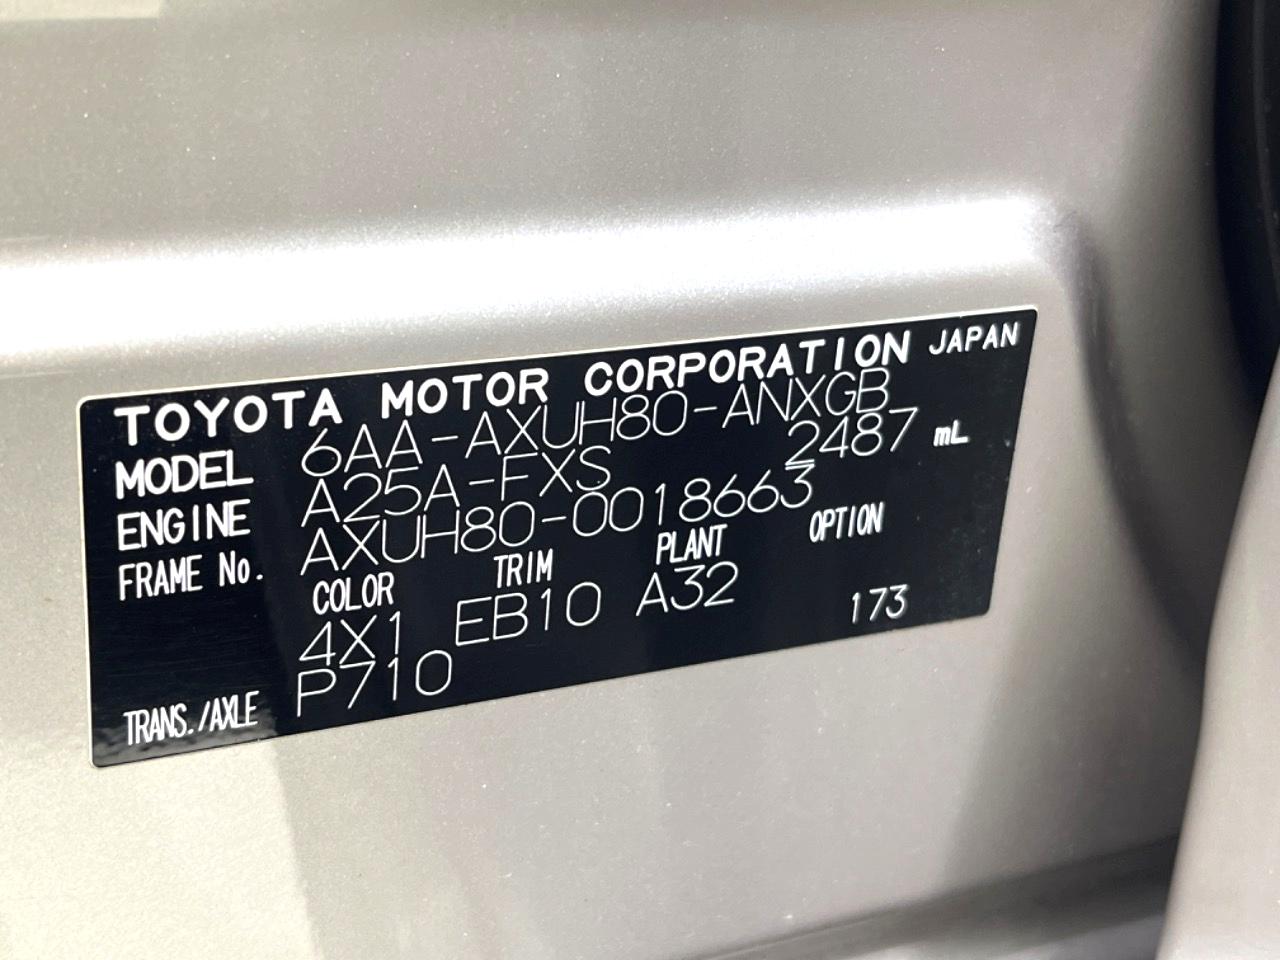 TOYOTA MOTOR CORPORATION JAPAN
MODEL 6AA-AXUH80-ANXGB
ENGINE A25A-FXS 2487 mL
FRAME No. AXUH80-0018663
COLOR TRIM PLANT OPTION
4X1 EB10 A32 173
TRANS./AXLE P710